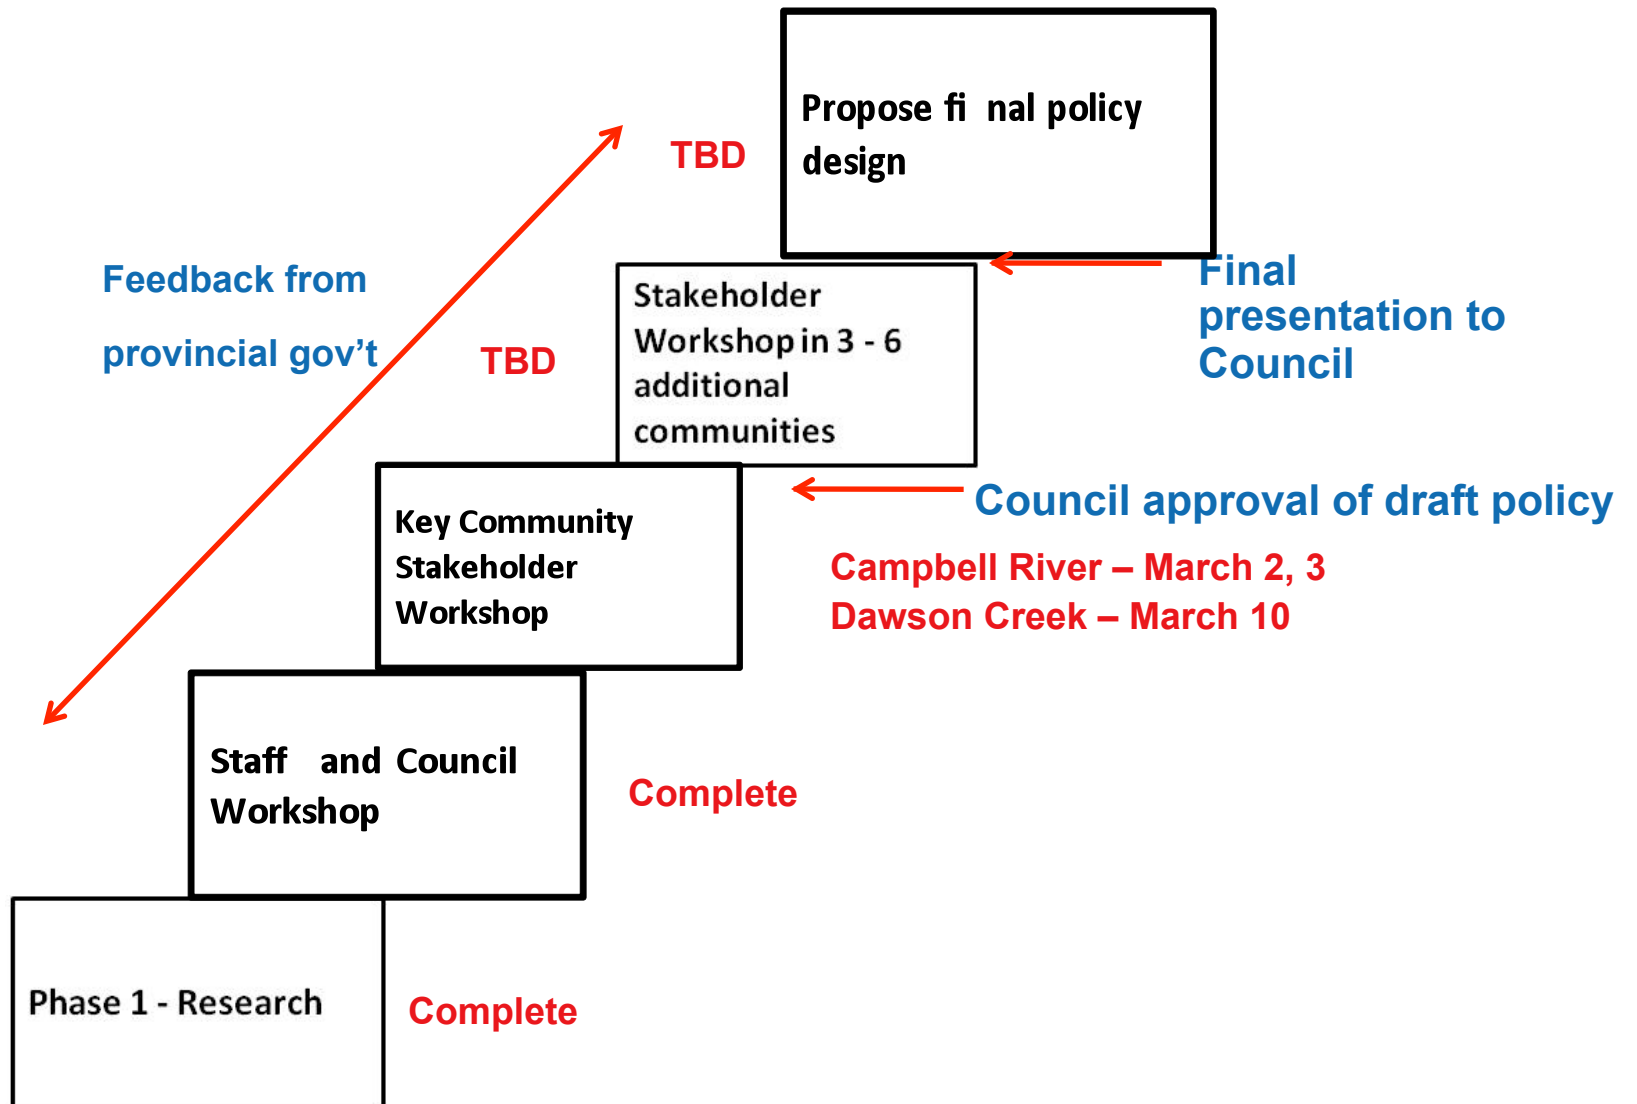 Propose final policy
design
TBD
Feedback from
provincial gov’t
Final
presentation to
Council
Stakeholder
Workshop in 3 - 6
additional
communities
TBD
Council approval of draft policy
Key Community
Stakeholder
Workshop
Campbell River – March 2, 3
Dawson Creek – March 10
Staff and Council
Workshop
Complete
Phase 1 - Research
Complete